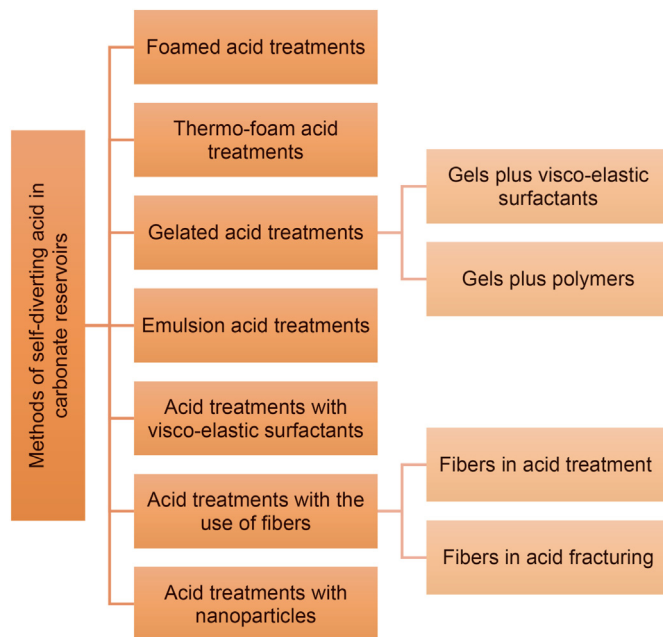 Methods of self-diverting acid in
carbonate reservoirs
Foamed acid treatments
Thermo-foam acid
treatments
Gelated acid treatments
Gels plus visco-elastic
surfactants
Gels plus polymers
Emulsion acid treatments
Acid treatments with
visco-elastic surfactants
Acid treatments with the
use of fibers
Fibers in acid treatment
Fibers in acid fracturing
Acid treatments with
nanoparticles